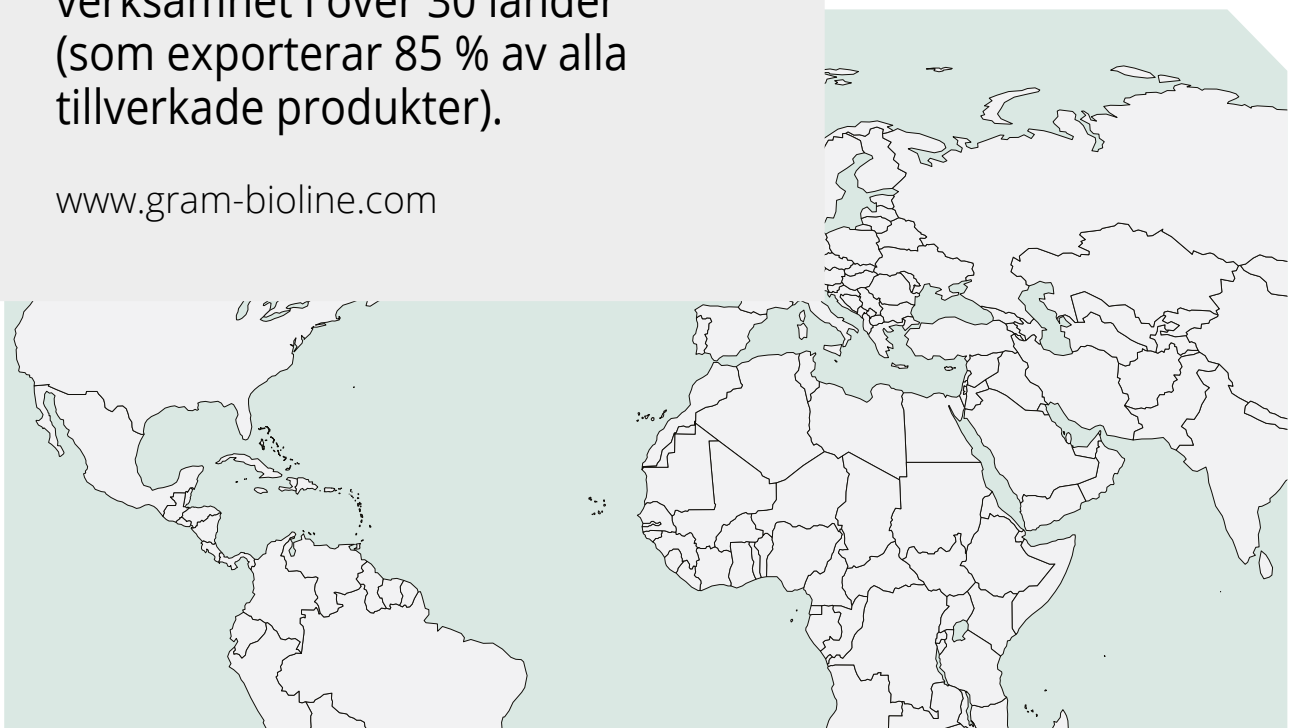 verksamhet i över 30 länder
(som exporterar 85 % av alla
tillverkade produkter).
www.gram-bioline.com